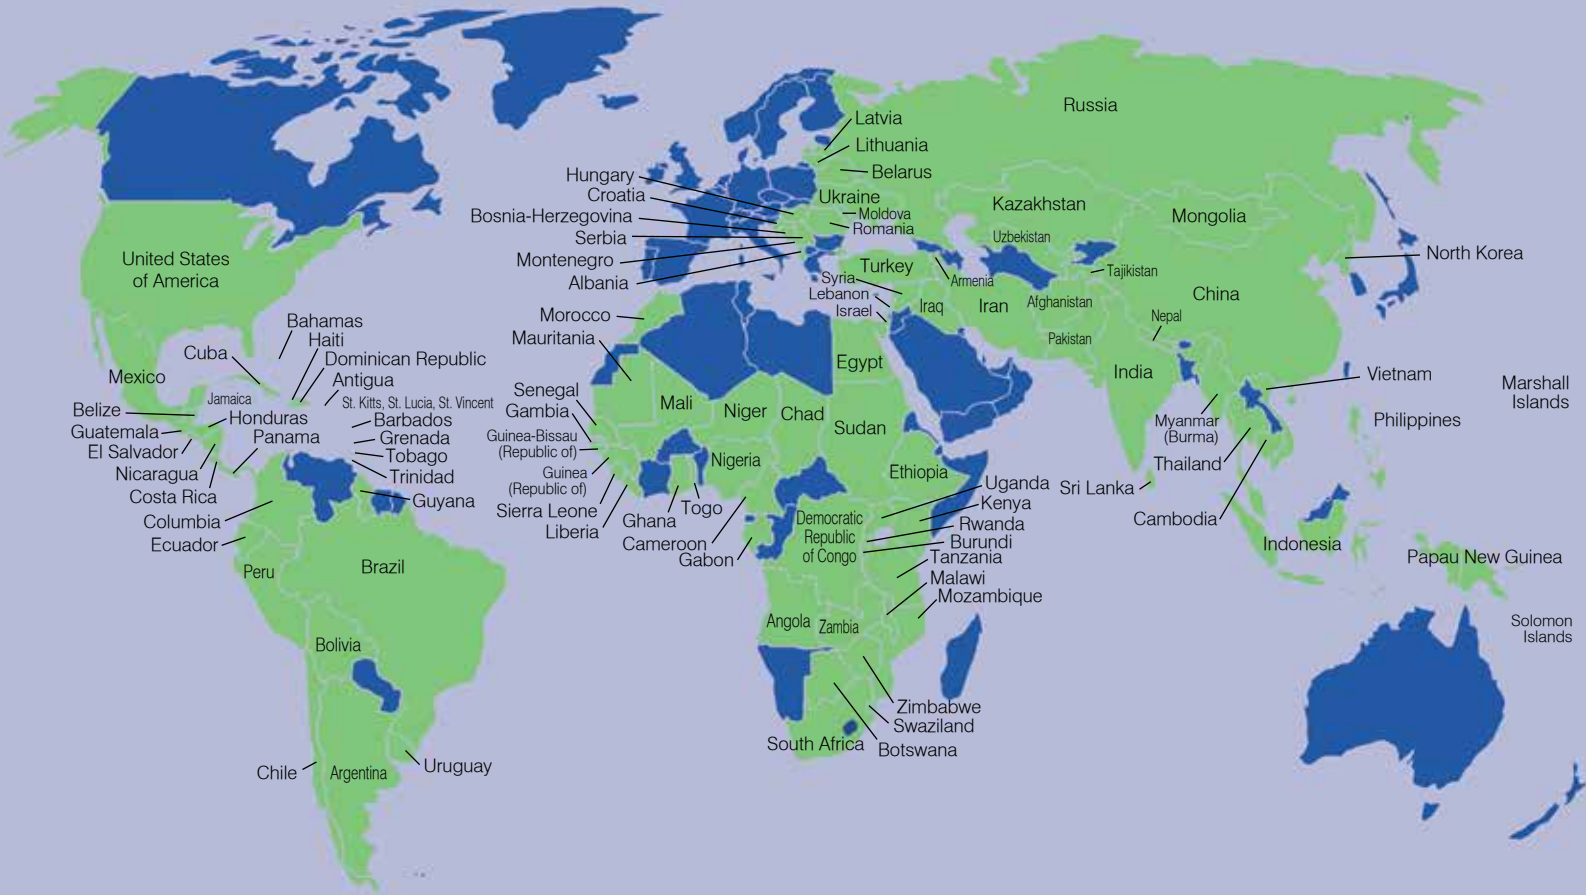 Russia
Latvia
Lithuania
Belarus
Hungary
Croatia
Ukraine
Bosnia-Herzegovina
Moldova
Romania
Serbia
Montenegro
Albania
Kazakhstan
Mongolia
Uzbekistan
North Korea
United States
of America
Turkey
Syria
Armenia
Tajikistan
Lebanon
Israel
Iraq
Iran
Afghanistan
China
Nepal
Pakistan
India
Morocco
Mauritania
Egypt
Bahamas
Haiti
Cuba
Dominican Republic
Antigua
Mexico
Jamaica
St. Kitts, St. Lucia, St. Vincent
Belize
Honduras
Barbados
Guatemala
Panama
Grenada
El Salvador
Tobago
Nicaragua
Trinidad
Costa Rica
Guyana
Columbia
Ecuador
Peru
Brazil
Bolivia
Chile
Argentina
Uruguay
Senegal
Gambia
Mali
Niger
Chad
Sudan
Guinea-Bissau
(Republic of)
Guinea
(Republic of)
Nigeria
Ethiopia
Sierra Leone
Liberia
Ghana
Togo
Cameroon
Gabon
Democratic
Republic
of Congo
Uganda
Kenya
Rwanda
Burundi
Tanzania
Malawi
Mozambique
Angola
Zambia
Zimbabwe
Swaziland
South Africa
Botswana
Vietnam
Marshall
Islands
Philippines
Myanmar
(Burma)
Thailand
Sri Lanka
Cambodia
Indonesia
Papau New Guinea
Solomon
Islands